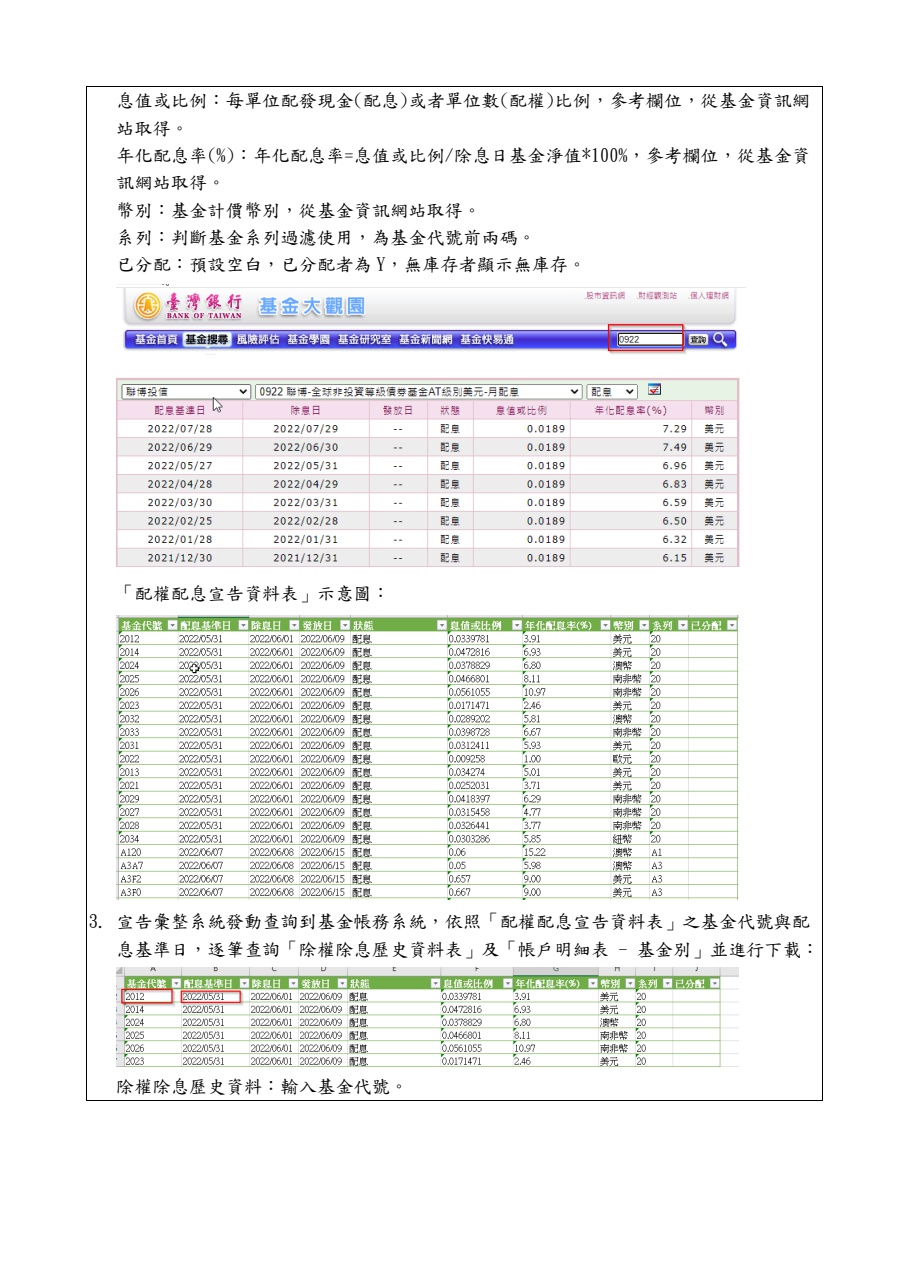 息值或比例：每單位配發現金(配息)或者單位數(配權)比例，參考欄位，從基金資訊網
站取得。
年化配息率(%)：年化配息率=息值或比例/除息日基金淨值*100%，參考欄位，從基金資
訊網站取得。
幣別：基金計價幣別，從基金資訊網站取得。
系列：判斷基金系列過濾使用，為基金代號前兩碼。
已分配：預設空白，已分配者為 Y，無庫存者顯示無庫存。
臺灣銀行 基金大觀園 .股市資訊網 .財經觀測站 .個人理財網
BANK OF TAIWAN
基金首頁 基金搜尋 風險評估 基金學園 基金研究室 基金新聞網 基金快易通 0922 查詢
聯博投信 0922 聯博-全球非投資等級債券基金AT級別美元-月配息 配息
配息基準日 除息日 發放日 狀態 息值或比例 年化配息率(%) 幣別
2022/07/28 2022/07/29 -- 配息 0.0189 7.29 美元
2022/06/29 2022/06/30 -- 配息 0.0189 7.49 美元
2022/05/27 2022/05/31 -- 配息 0.0189 6.96 美元
2022/04/28 2022/04/29 -- 配息 0.0189 6.83 美元
2022/03/30 2022/03/31 -- 配息 0.0189 6.59 美元
2022/02/25 2022/02/28 -- 配息 0.0189 6.50 美元
2022/01/28 2022/01/31 -- 配息 0.0189 6.32 美元
2021/12/30 2021/12/31 -- 配息 0.0189 6.15 美元
「配權配息宣告資料表」示意圖：
基金代號 配息基準日 除息日 發放日 狀態 息值或比例 年化配息率(%) 幣別 系列 已分配
2012 2022/05/31 2022/06/01 2022/06/09 配息 0.0339781 3.91 美元 20
2014 2022/05/31 2022/06/01 2022/06/09 配息 0.0472816 6.93 美元 20
2024 2022/05/31 2022/06/01 2022/06/09 配息 0.0378829 6.80 澳幣 20
2025 2022/05/31 2022/06/01 2022/06/09 配息 0.0466801 8.11 南非幣 20
2026 2022/05/31 2022/06/01 2022/06/09 配息 0.0561055 10.97 南非幣 20
2023 2022/05/31 2022/06/01 2022/06/09 配息 0.0171471 2.46 美元 20
2032 2022/05/31 2022/06/01 2022/06/09 配息 0.0289202 5.81 澳幣 20
2033 2022/05/31 2022/06/01 2022/06/09 配息 0.0398728 6.67 南非幣 20
2031 2022/05/31 2022/06/01 2022/06/09 配息 0.0312411 5.93 美元 20
2022 2022/05/31 2022/06/01 2022/06/09 配息 0.009258 1.00 歐元 20
2013 2022/05/31 2022/06/01 2022/06/09 配息 0.034274 5.01 美元 20
2021 2022/05/31 2022/06/01 2022/06/09 配息 0.0252031 3.71 美元 20
2029 2022/05/31 2022/06/01 2022/06/09 配息 0.0418397 6.29 南非幣 20
2027 2022/05/31 2022/06/01 2022/06/09 配息 0.0315458 4.77 南非幣 20
2028 2022/05/31 2022/06/01 2022/06/09 配息 0.0326441 3.77 南非幣 20
2034 2022/05/31 2022/06/01 2022/06/09 配息 0.0303286 5.85 紐幣 20
A120 2022/06/07 2022/06/08 2022/06/15 配息 0.06 15.22 澳幣 A1
A3A7 2022/06/07 2022/06/08 2022/06/15 配息 0.05 5.98 澳幣 A3
A3F2 2022/06/07 2022/06/08 2022/06/15 配息 0.657 9.00 美元 A3
A3F0 2022/06/07 2022/06/08 2022/06/15 配息 0.667 9.00 美元 A3
3. 宣告彙整系統發動查詢到基金帳務系統，依照「配權配息宣告資料表」之基金代號與配
息基準日，逐筆查詢「除權除息歷史資料表」及「帳戶明細表 - 基金別」並進行下載：
A B C D E F G H I J
基金代號 配息基準日 除息日 發放日 狀態 息值或比例 年化配息率(%) 幣別 系列 已分配
2012 2022/05/31 2022/06/01 2022/06/09 配息 0.0339781 3.91 美元 20
2014 2022/05/31 2022/06/01 2022/06/09 配息 0.0472816 6.93 美元 20
2024 2022/05/31 2022/06/01 2022/06/09 配息 0.0378829 6.80 澳幣 20
2025 2022/05/31 2022/06/01 2022/06/09 配息 0.0466801 8.11 南非幣 20
2026 2022/05/31 2022/06/01 2022/06/09 配息 0.0561055 10.97 南非幣 20
2023 2022/05/31 2022/06/01 2022/06/09 配息 0.0171471 2.46 美元 20
除權除息歷史資料：輸入基金代號。